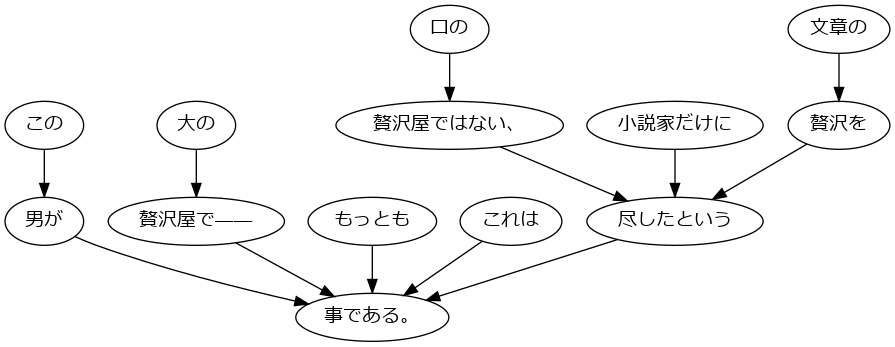 口の
文章の
この
大の
贅沢屋ではない、
小説家だけに
贅沢を
男が
贅沢屋で――
もっとも
これは
尽したという
事である。